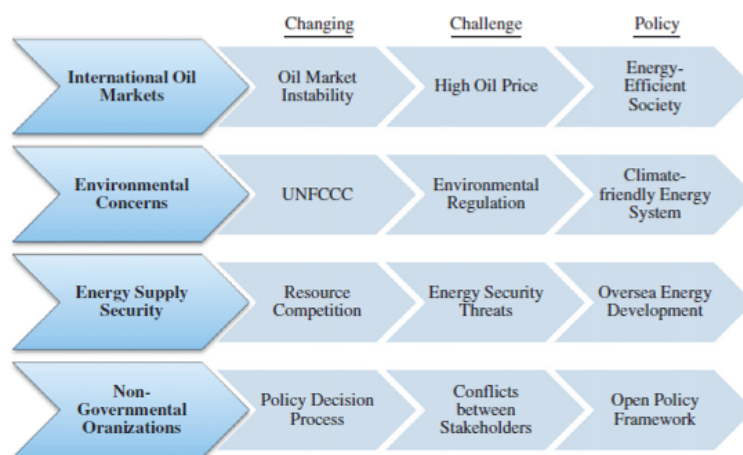 Changing Challenge Policy
International Oil
Markets
Oil Market
Instability
High Oil Price
Energy-
Efficient
Society
Environmental
Concerns
UNFCCC
Environmental
Regulation
Climate-
friendly Energy
System
Energy Supply
Security
Resource
Competition
Energy Security
Threats
Oversea Energy
Development
Non-
Governmental
Oranizations
Policy Decision
Process
Conflicts
between
Stakeholders
Open Policy
Framework